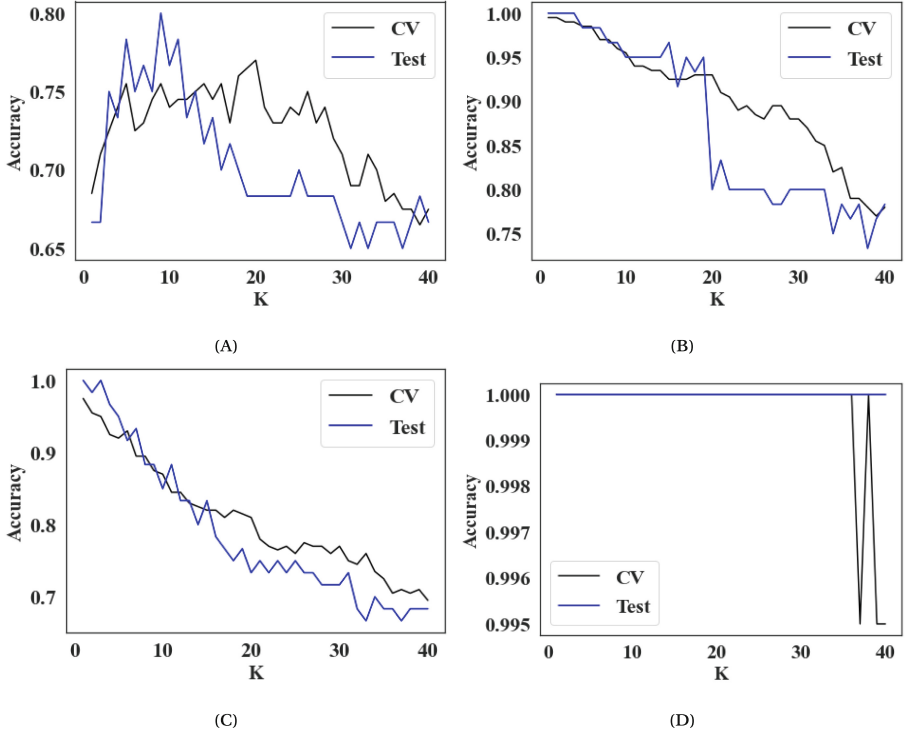 0.80
0.75
0.70
0.65
Accuracy
CV
Test
0 10 20 30 40
K
(A)
1.00
0.95
0.90
0.85
0.80
0.75
Accuracy
CV
Test
0 10 20 30 40
K
(B)
1.0
0.9
0.8
0.7
Accuracy
CV
Test
0 10 20 30 40
K
(C)
1.000
0.999
0.998
0.997
0.996
0.995
Accuracy
CV
Test
0 10 20 30 40
K
(D)